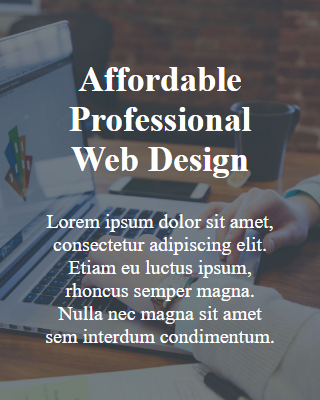 Affordable
Professional
Web Design
Lorem ipsum dolor sit amet,
consectetur adipiscing elit.
Etiam eu luctus ipsum,
rhoncus semper magna.
Nulla nec magna sit amet
sem interdum condimentum.